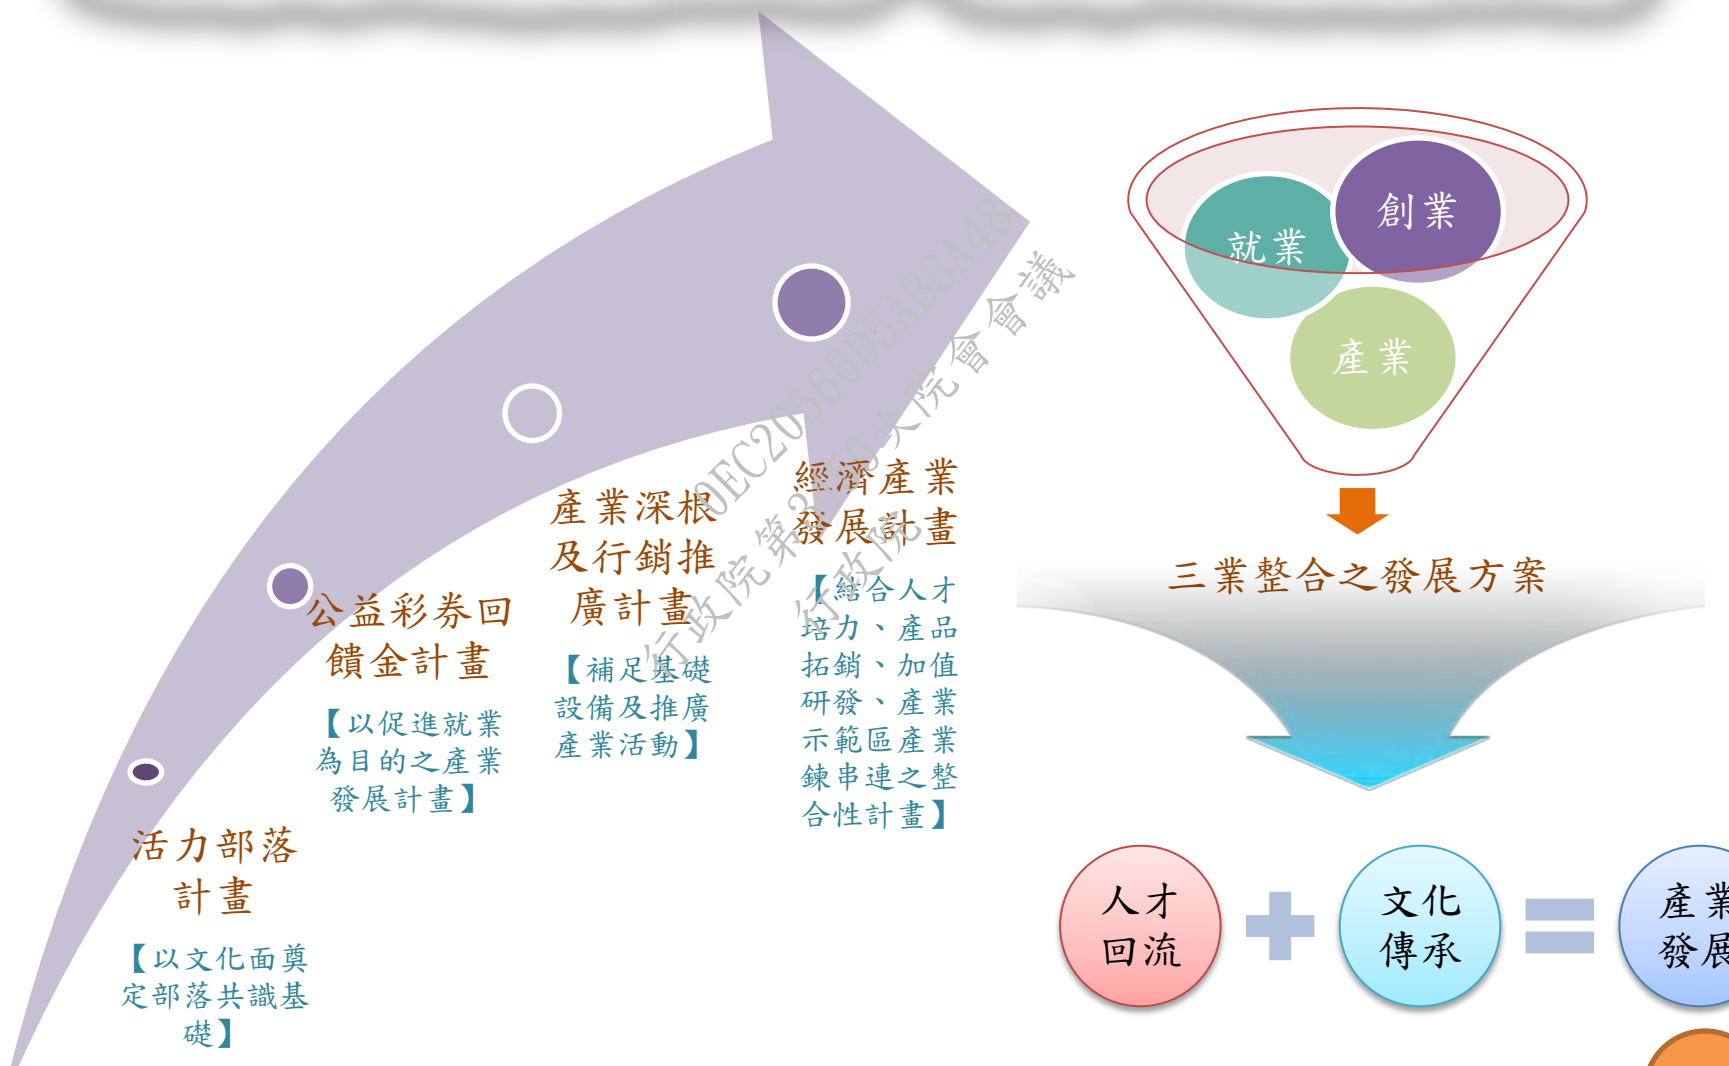 活力部落
計畫
【以文化面奠
定部落共識基
礎】
公益彩券回
饋金計畫
【以促進就業
為目的之產業
發展計畫】
產業深根
及行銷推
廣計畫
【補足基礎
設備及推廣
產業活動】
經濟產業
發展計畫
【結合人才
培力、產品
拓銷、加值
研發、產業
示範區產業
鍊串連之整
合性計畫】
就業
創業
產業
三業整合之發展方案
人才
回流
文化
傳承
產業
發展
行政院